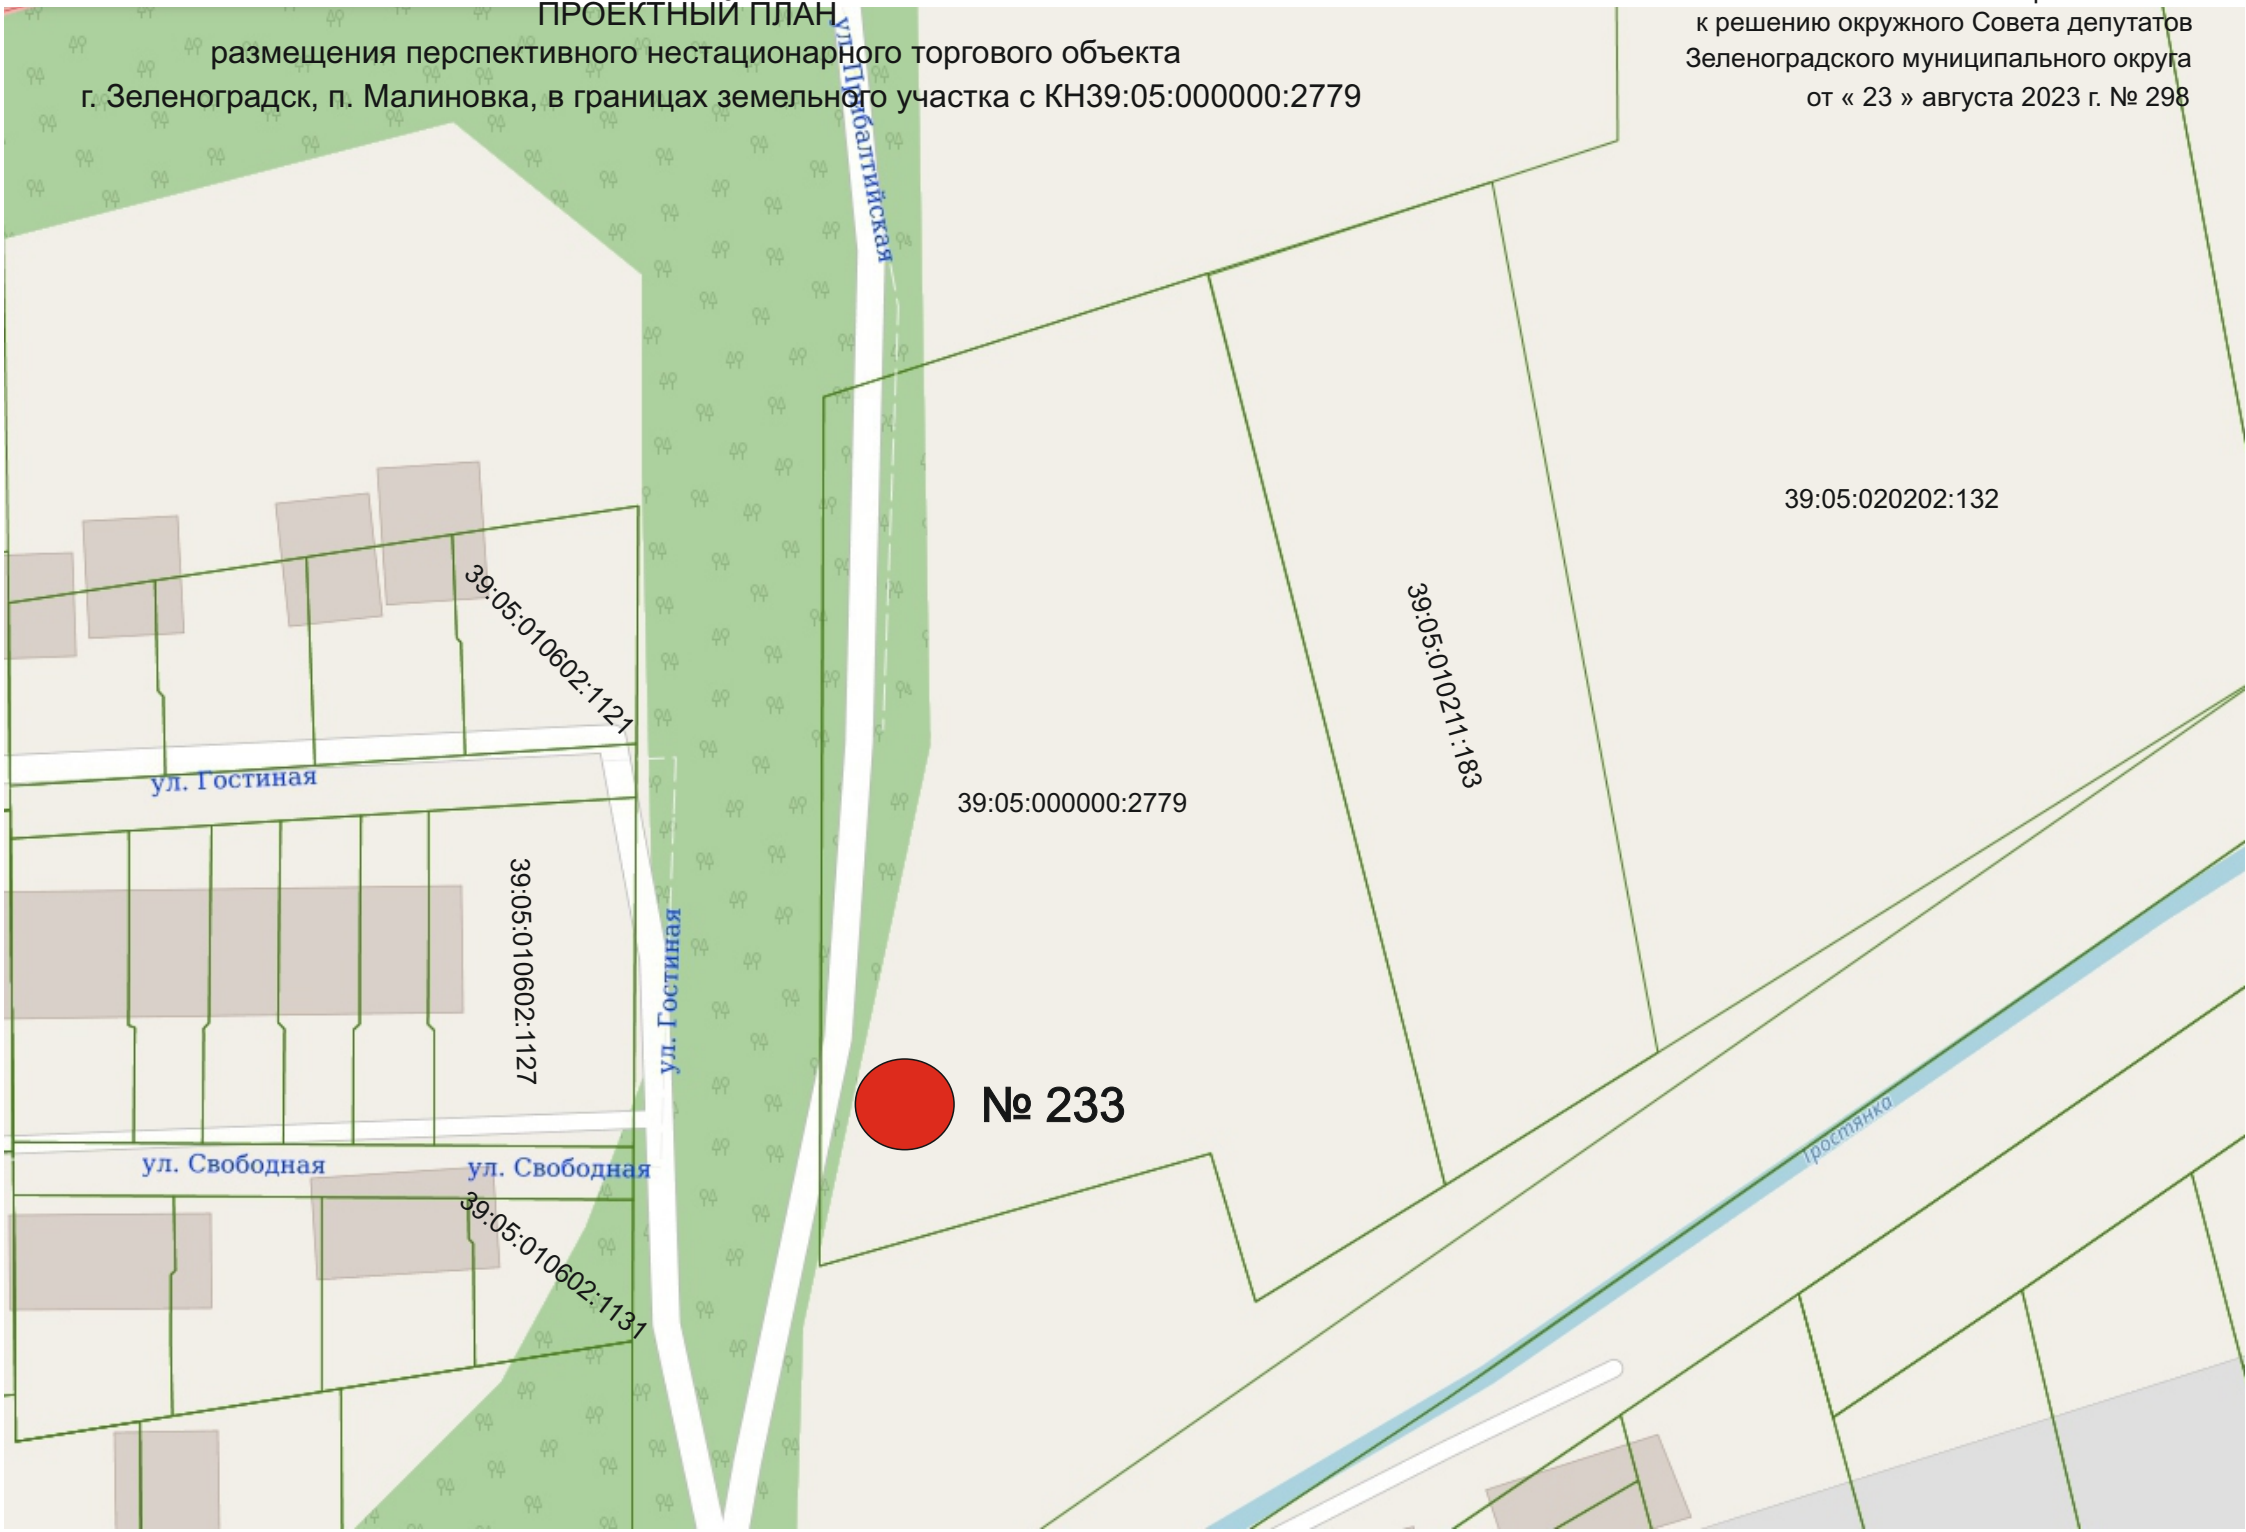 ПРОЕКТНЫЙ ПЛАН
размещения перспективного нестационарного торгового объекта
г. Зеленоградск, п. Малиновка, в границах земельного участка с КН39:05:000000:2779
к решению окружного Совета депутатов
Зеленоградского муниципального округа
от « 23 » августа 2023 г. № 298
ул. Прибалтийская
39:05:020202:132
39:05:010602:1121
39:05:010211:183
ул. Гостиная
39:05:000000:2779
39:05:010602:1127
ул. Гостиная
№ 233
Тростянка
ул. Свободная
ул. Свободная
39:05:010602:1131